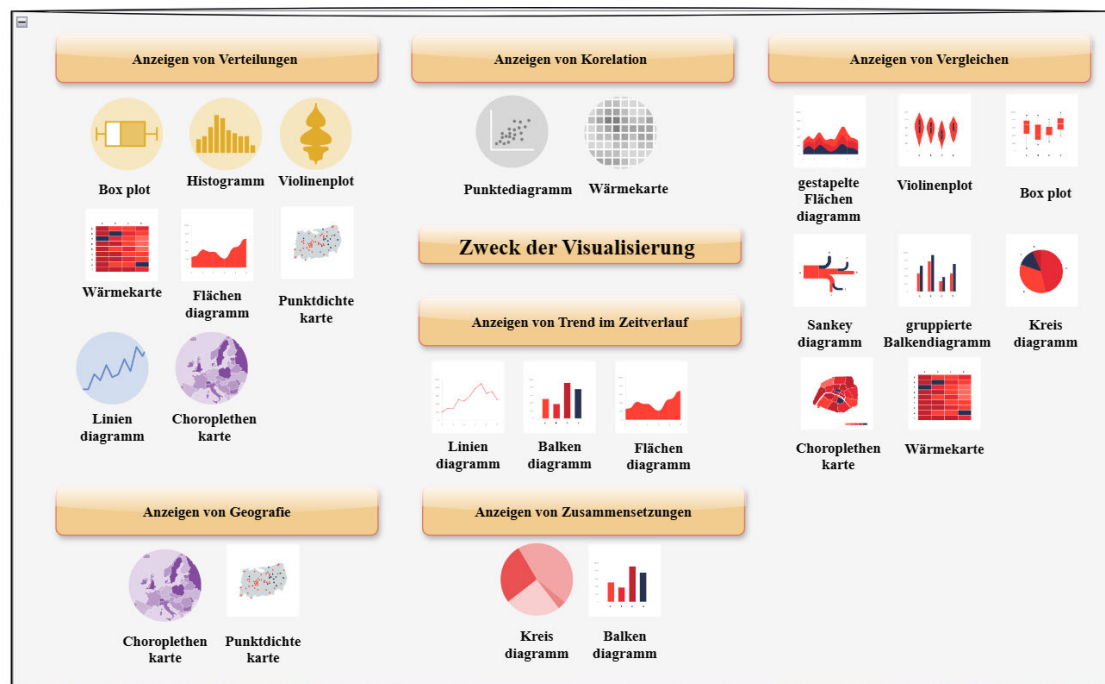 Anzeigen von Verteilungen
Box plot
Histogramm
Violinenplot
Wärmekarte
Flächen
diagramm
Punktdichte
karte
Linien
diagramm
Choroplethen
karte
Anzeigen von Korelation
Punktediagramm
Wärmekarte
Zweck der Visualisierung
Anzeigen von Trend im Zeitverlauf
Linien
diagramm
Balken
diagramm
Flächen
diagramm
Anzeigen von Vergleichen
gestapelte
Flächen
diagramm
Violinenplot
Box plot
Sankey
diagramm
gruppierte
Balkendiagramm
Kreis
diagramm
Choroplethen
karte
Wärmekarte
Anzeigen von Geografie
Choroplethen
karte
Punktdichte
karte
Anzeigen von Zusammensetzungen
Kreis
diagramm
Balken
diagramm